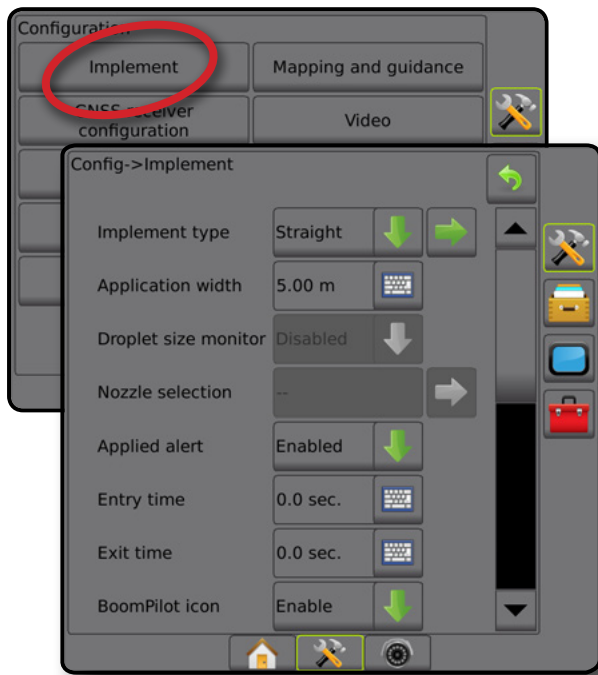 Configuration
Implement
Mapping and guidance
GNSS receiver
configuration
Video
Config->Implement
Implement type
Straight
Application width
5.00 m
Droplet size monitor
Disabled
Nozzle selection
--
Applied alert
Enabled
Entry time
0.0 sec.
Exit time
0.0 sec.
BoomPilot icon
Enable